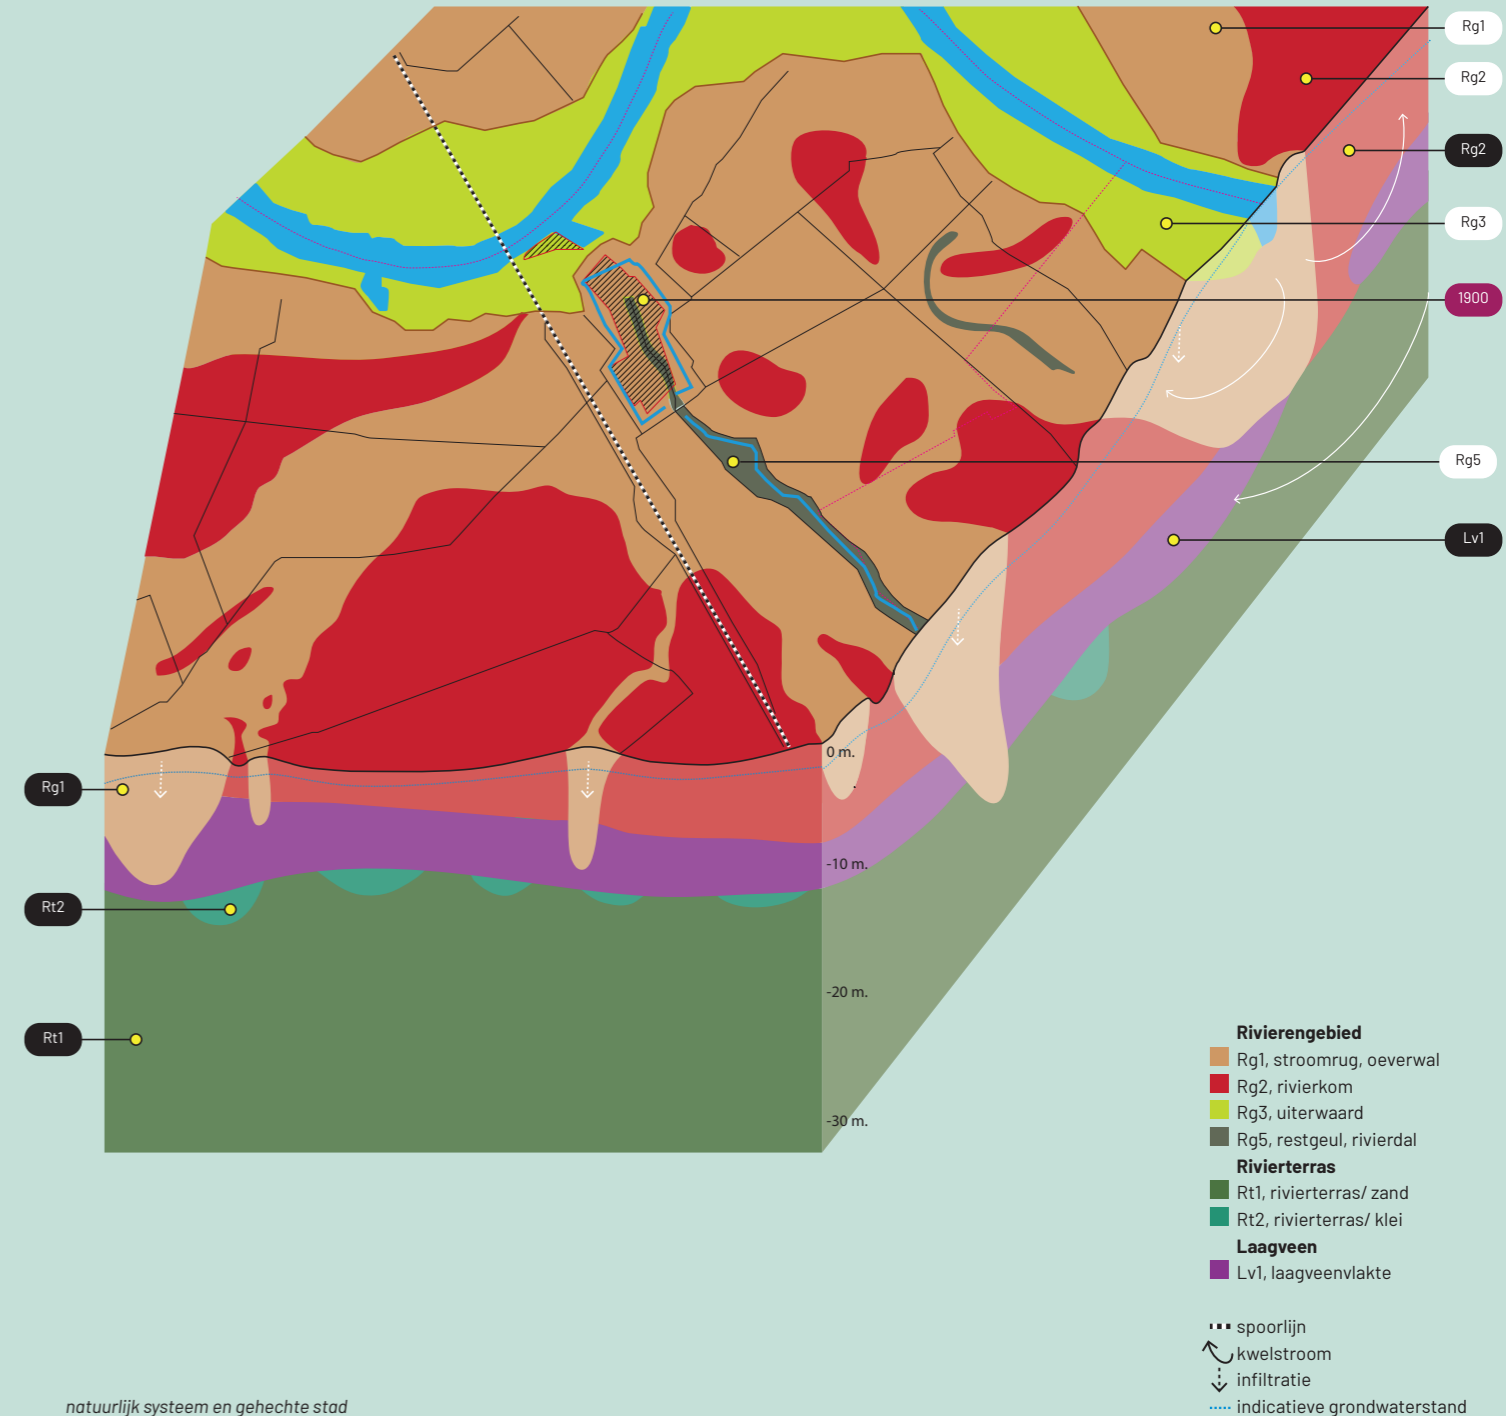 Rg1
Rg2
Rg2
Rg3
1900
Rg5
Lv1
0 m.
Rg1
-10 m.
Rt2
-20 m.
Rt1
-30 m.
Rivierengebied
Rg1, stroomrug, oeverwal
Rg2, rivierkom
Rg3, uiterwaard
Rg5, restgeul, rivierdal
Rivierterras
Rt1, rivierterras/ zand
Rt2, rivierterras/ klei
Laagveen
Lv1, laagveenvlakte
spoorlijn
kwelstroom
infiltratie
indicatieve grondwaterstand
natuurlijk systeem en gehechte stad